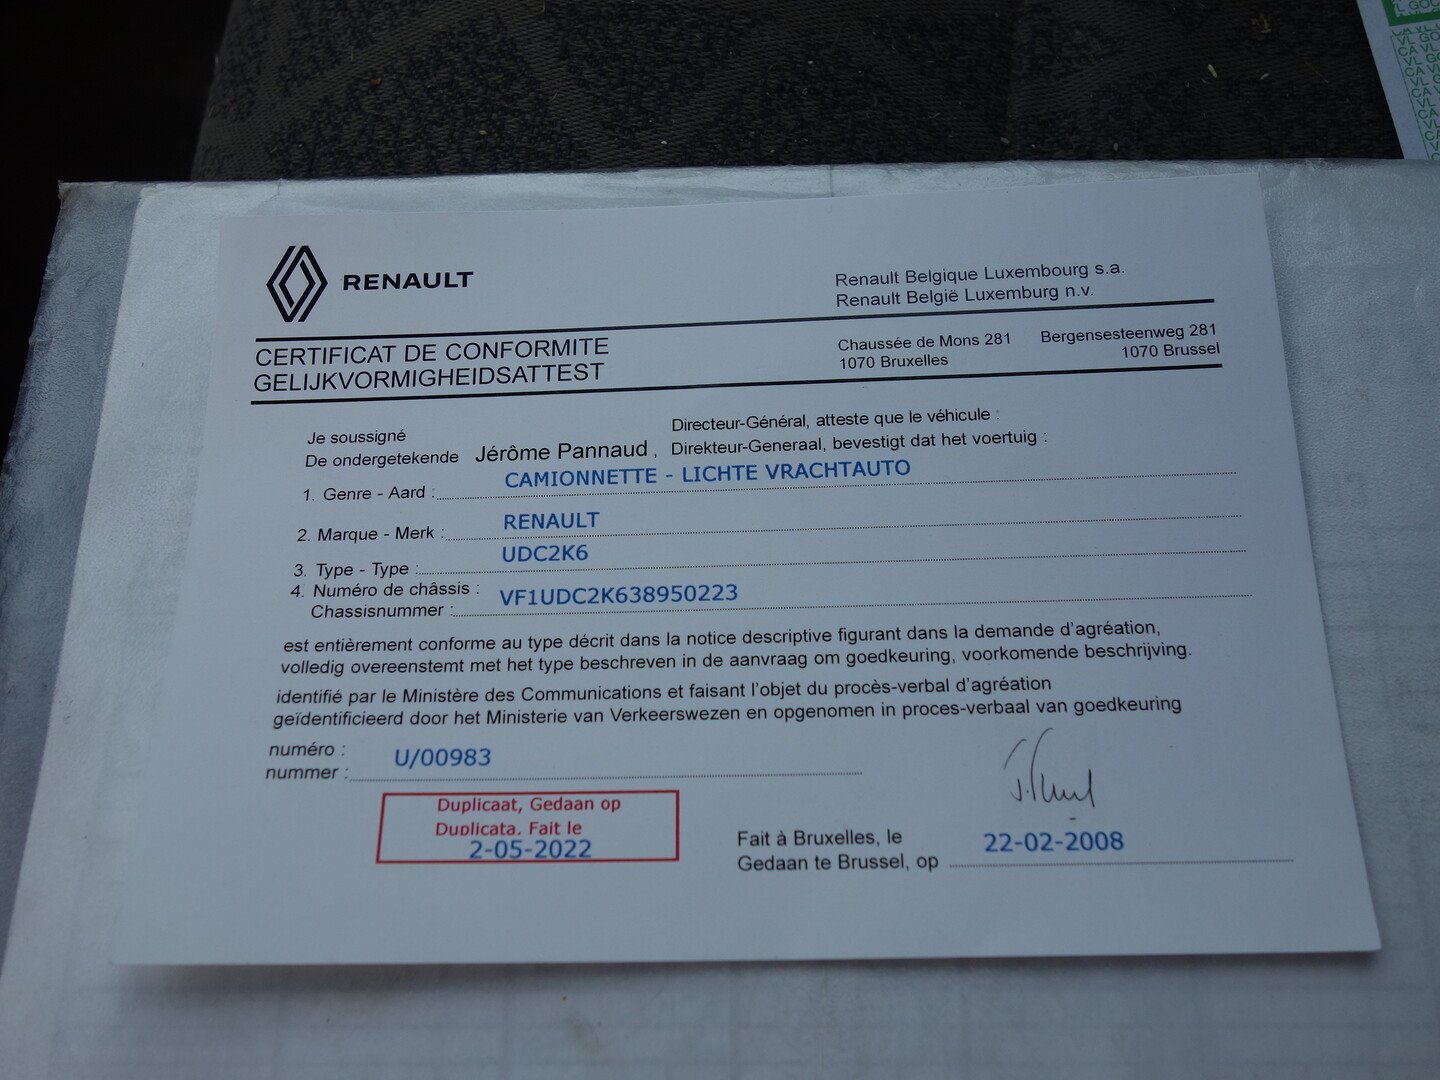 RENAULT
Renault Belgique Luxembourg s.a.
Renault België Luxemburg n.v.
CERTIFICAT DE CONFORMITE
GELIJKVORMIGHEIDSATTEST
Chaussée de Mons 281
1070 Bruxelles
Bergensesteenweg 281
1070 Brussel
Je soussigné
De ondergetekende Jérôme Pannaud ,
Directeur-Général, atteste que le véhicule :
Direkteur-Generaal, bevestigt dat het voertuig :
1. Genre - Aard : CAMIONNETTE - LICHTE VRACHTAUTO
2. Marque - Merk : RENAULT
3. Type - Type : UDC2K6
4. Numéro de châssis :
Chassisnummer : VF1UDC2K638950223
est entièrement conforme au type décrit dans la notice descriptive figurant dans la demande d'agréation,
volledig overeenstemt met het type beschreven in de aanvraag om goedkeuring, voorkomende beschrijving.
identifié par le Ministère des Communications et faisant l'objet du procès-verbal d'agréation
geïdentificieerd door het Ministerie van Verkeerswezen en opgenomen in proces-verbaal van goedkeuring
numéro :
nummer : U/00983
Duplicaat, Gedaan op
Duplicata, Fait le
2-05-2022
Fait à Bruxelles, le
Gedaan te Brussel, op 22-02-2008